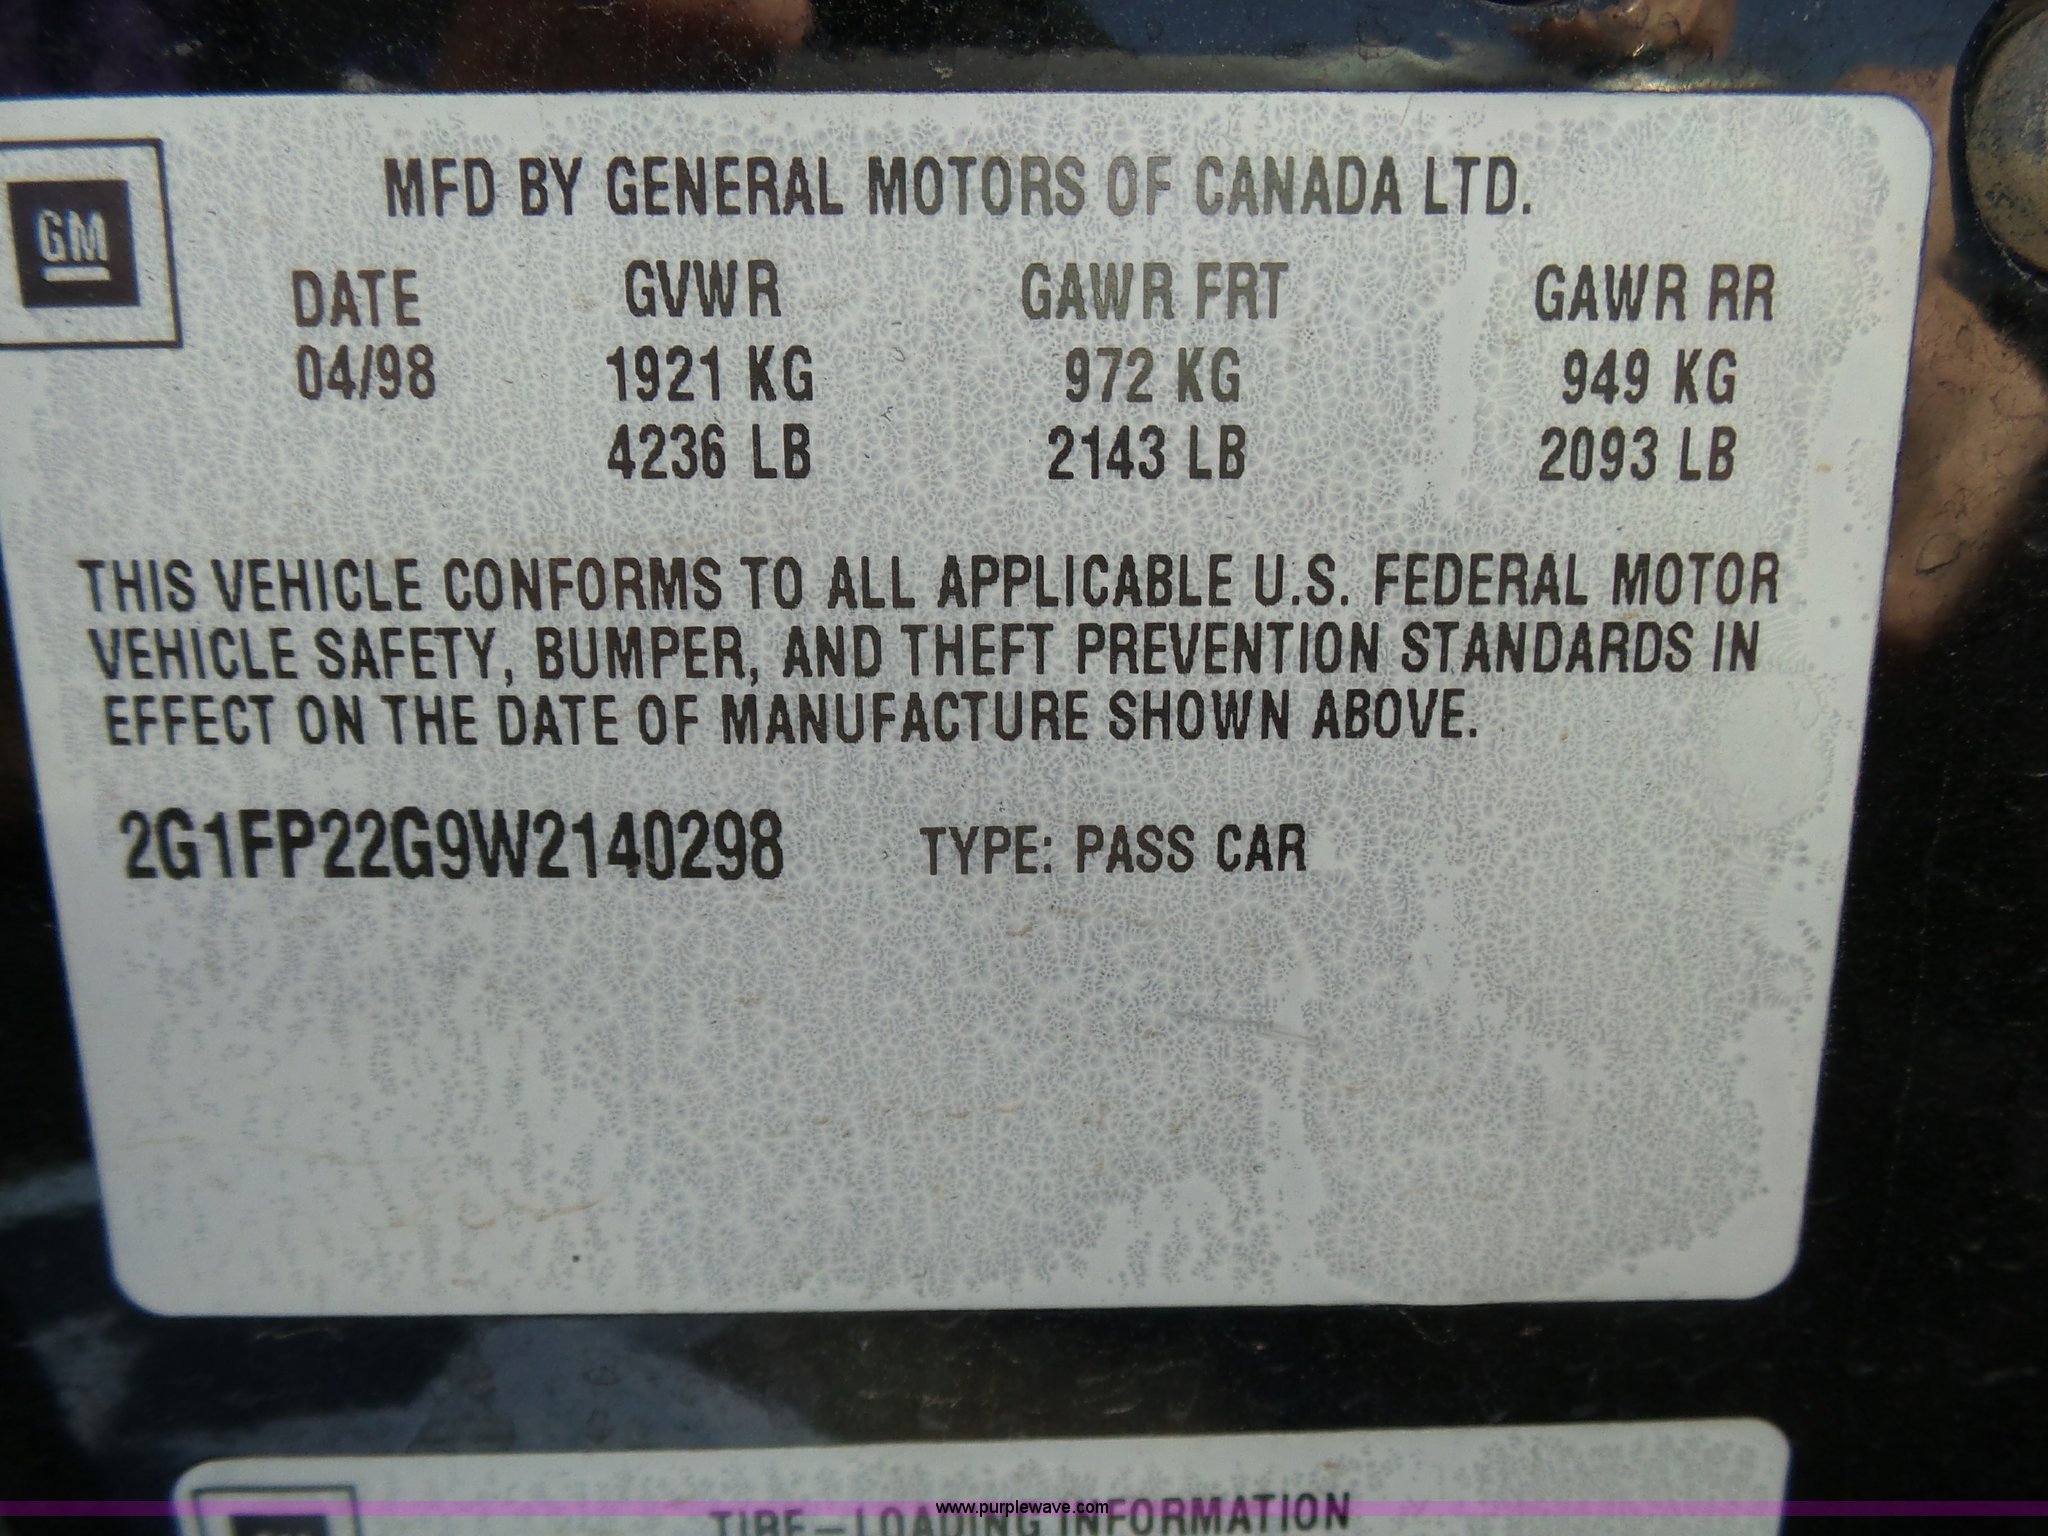 GM
MFD BY GENERAL MOTORS OF CANADA LTD.
DATE GVWR GAWR FRT GAWR RR
04/98 1921 KG 972 KG 949 KG
4236 LB 2143 LB 2093 LB
THIS VEHICLE CONFORMS TO ALL APPLICABLE U.S. FEDERAL MOTOR
VEHICLE SAFETY, BUMPER, AND THEFT PREVENTION STANDARDS IN
EFFECT ON THE DATE OF MANUFACTURE SHOWN ABOVE.
2G1FP22G9W2140298 TYPE: PASS CAR
TIRE-LOADING INFORMATION
www.purplewave.com